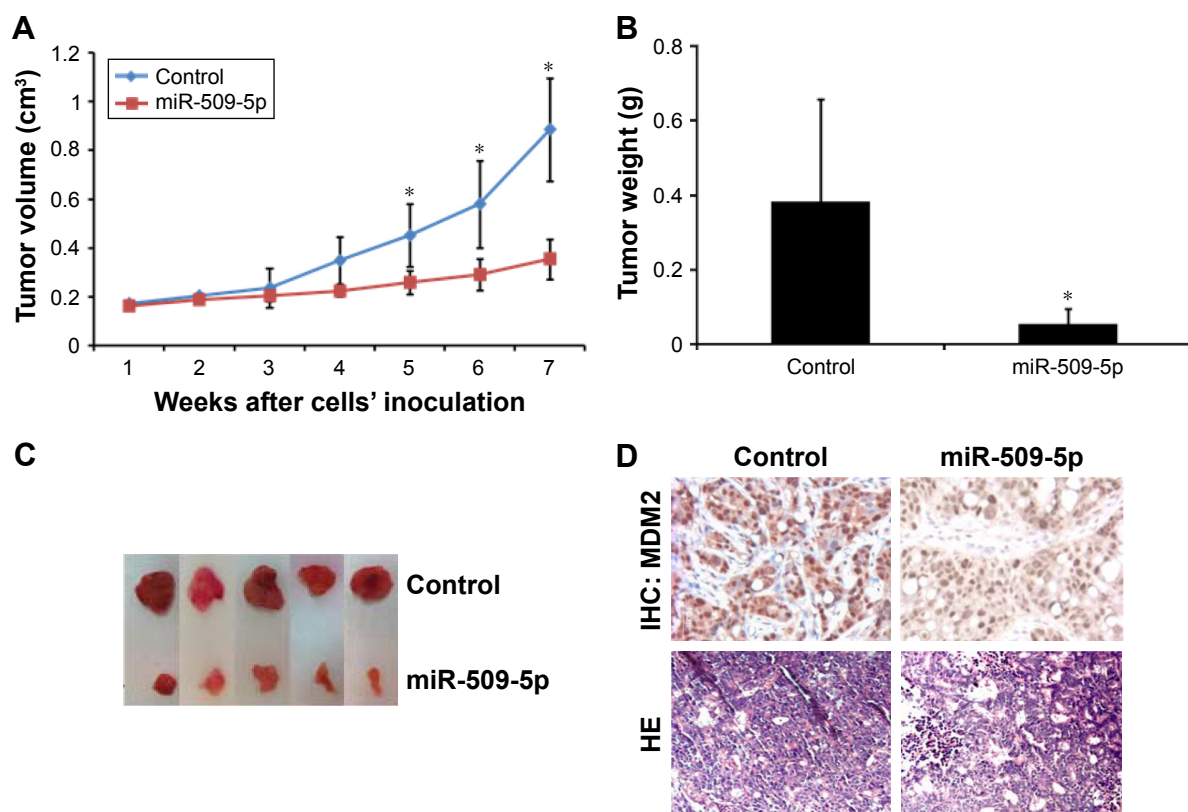 A
Tumor volume (cm³)
1.2
1
0.8
0.6
0.4
0.2
0
Control
miR-509-5p
*
*
*
1 2 3 4 5 6 7
Weeks after cells' inoculation
B
Tumor weight (g)
0.8
0.6
0.4
0.2
0
*
Control miR-509-5p
C
Control
miR-509-5p
D
Control miR-509-5p
IHC: MDM2
HE